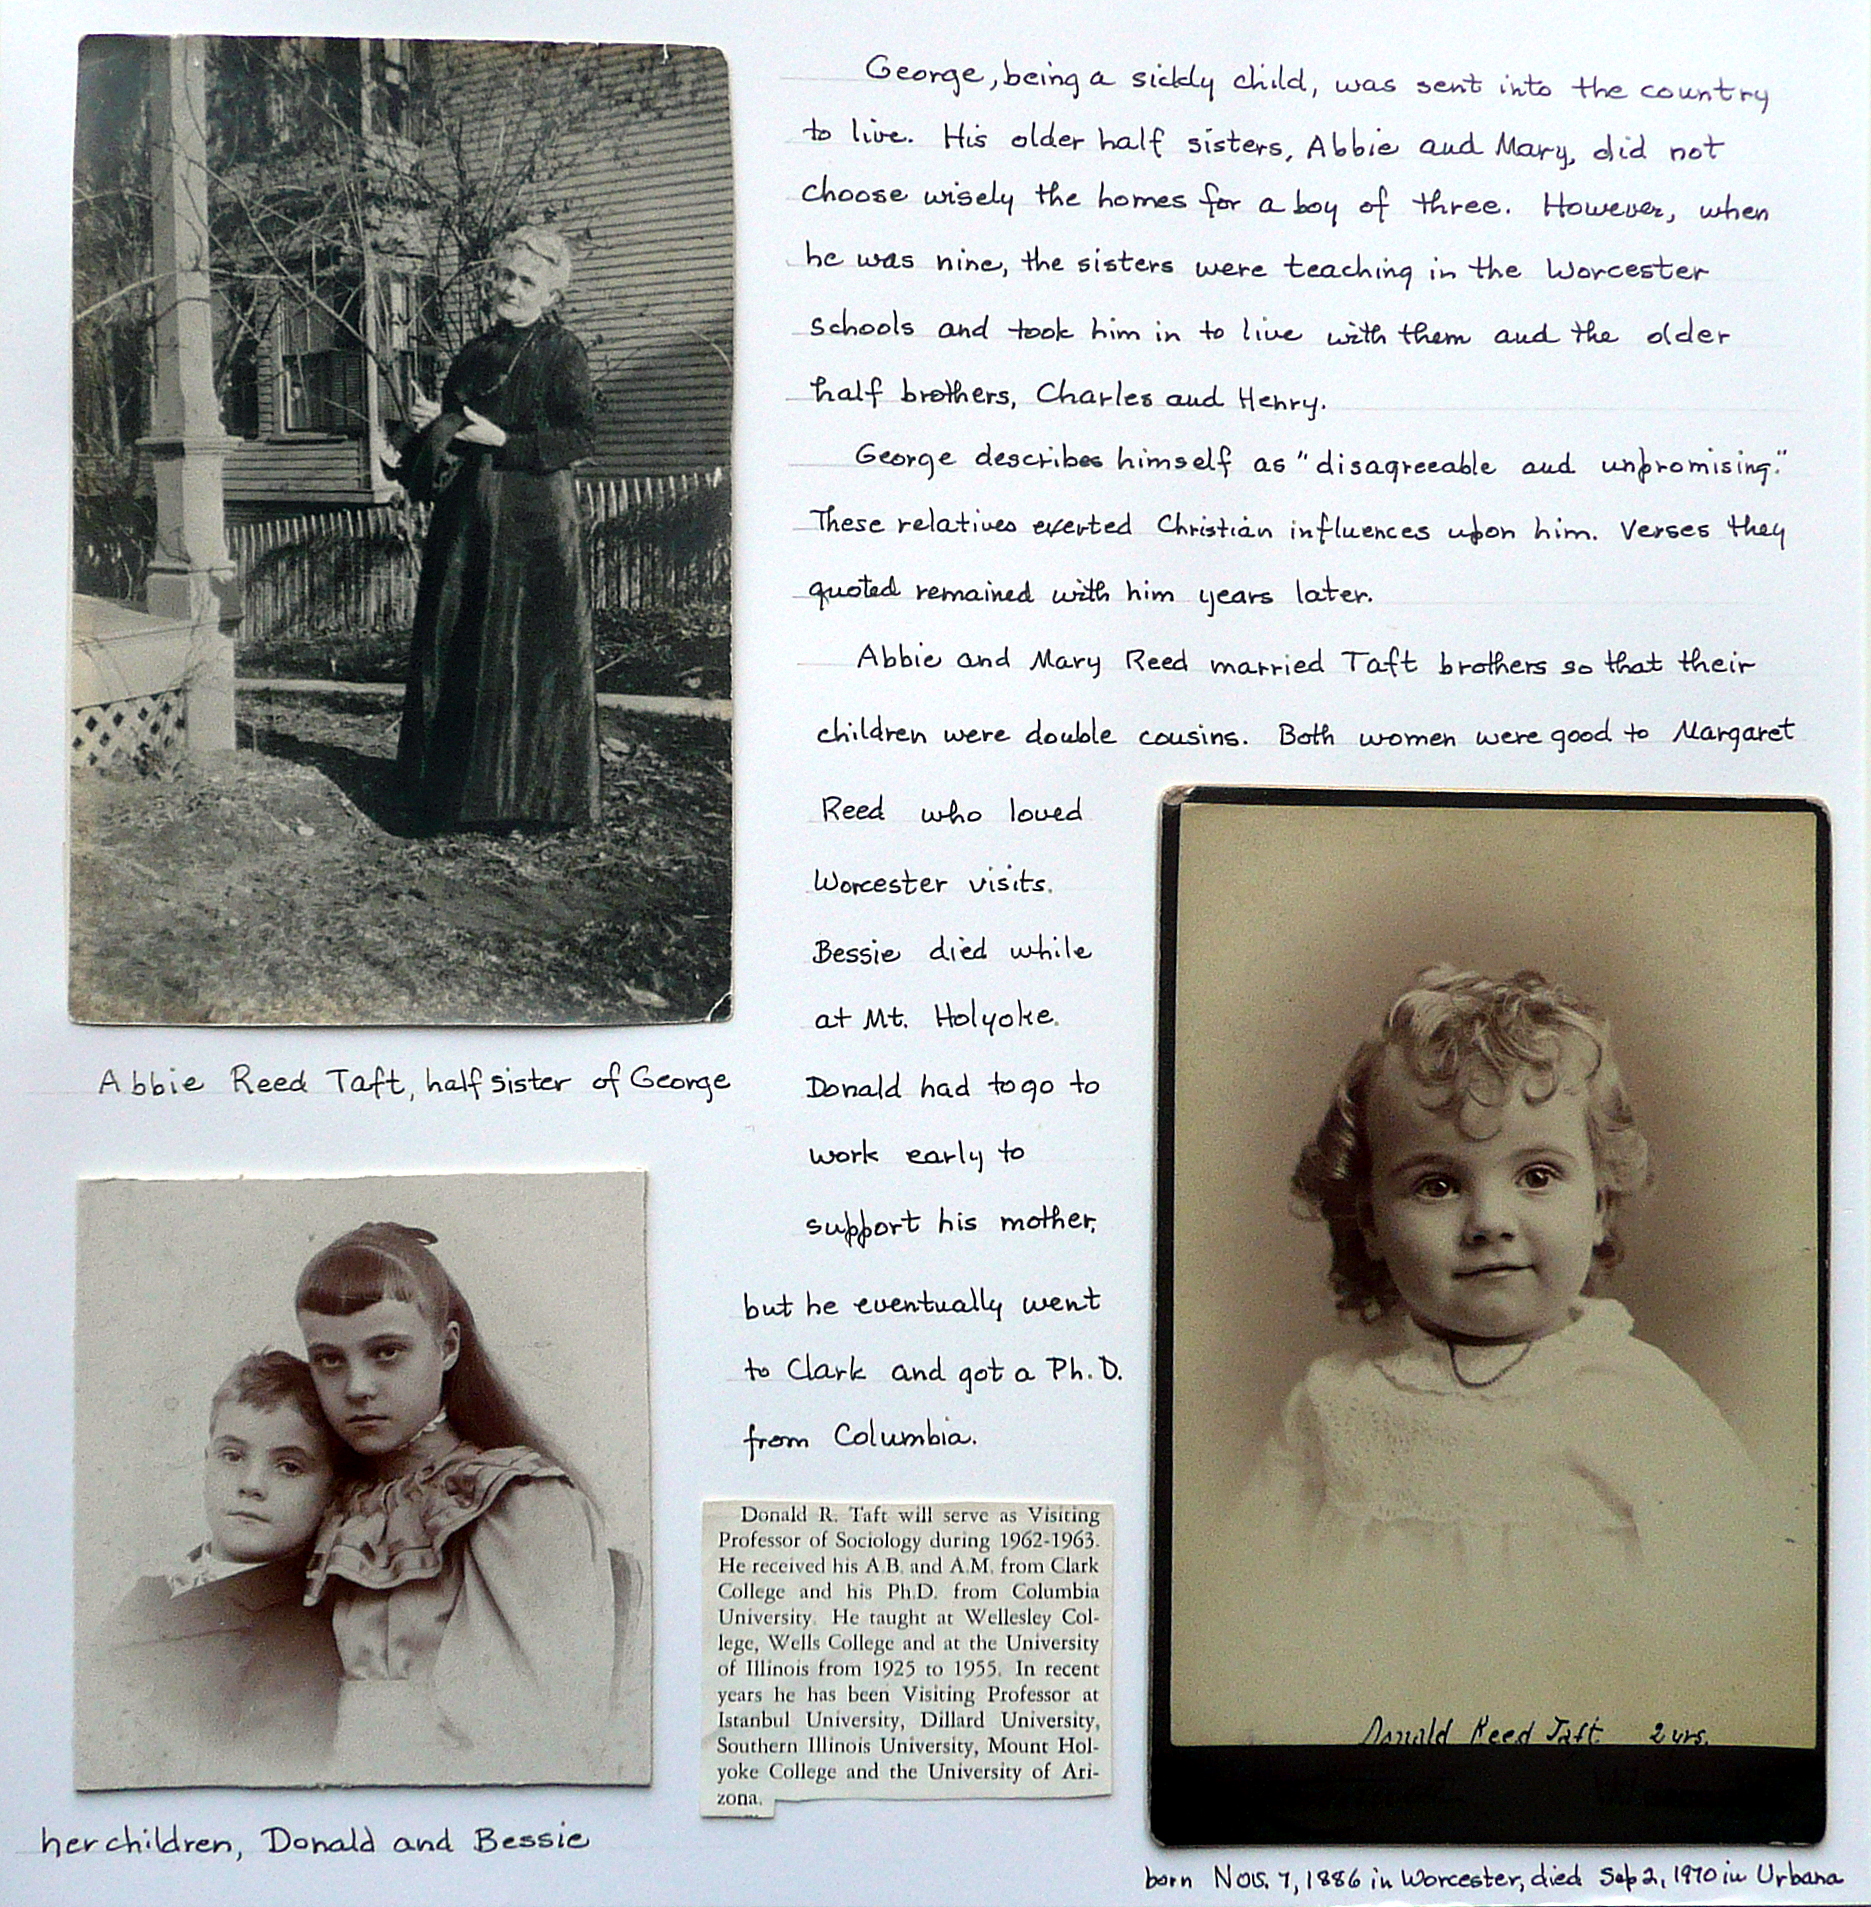 George, being a sickly child, was sent into the country
to live. His older half sisters, Abbie and Mary, did not
choose wisely the homes for a boy of three. However, when
he was nine, the sisters were teaching in the Worcester
schools and took him in to live with them and the older
half brothers, Charles and Henry.
George describes himself as "disagreeable and unpromising."
These relatives exerted Christian influences upon him. Verses they
quoted remained with him years later.
Abbie and Mary Reed married Taft brothers so that their
children were double cousins. Both women were good to Margaret
Reed who loved
Worcester visits.
Bessie died while
at Mt. Holyoke.
Donald had to go to
work early to
support his mother,
but he eventually went
to Clark and got a Ph.D.
from Columbia.
Abbie Reed Taft, half sister of George
her children, Donald and Bessie
Donald R. Taft will serve as Visiting
Professor of Sociology during 1962-1963.
He received his A.B. and A.M. from Clark
College and his Ph.D. from Columbia
University. He taught at Wellesley Col-
lege, Wells College and at the University
of Illinois from 1925 to 1955. In recent
years he has been Visiting Professor at
Istanbul University, Dillard University,
Southern Illinois University, Mount Hol-
yoke College and the University of Ari-
zona.
Donald Reed Taft 2 yrs.
born Nov. 7, 1886 in Worcester, died Sep 2, 1970 in Urbana